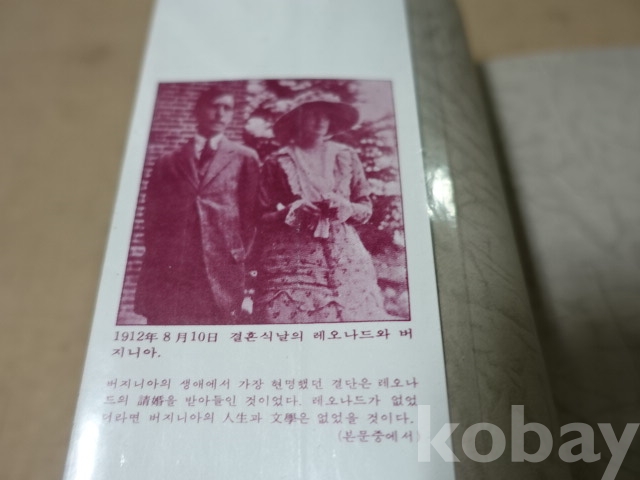 1912年 8月10日 결혼식날의 레오나드와 버
지니아.
버지니아의 생애에서 가장 현명했던 결단은 레오나
드의 請婚을 받아들인 것이었다. 레오나드가 없었
더라면 버지니아의 人生과 文學은 없었을 것이다.
(본문중에서)
kobay